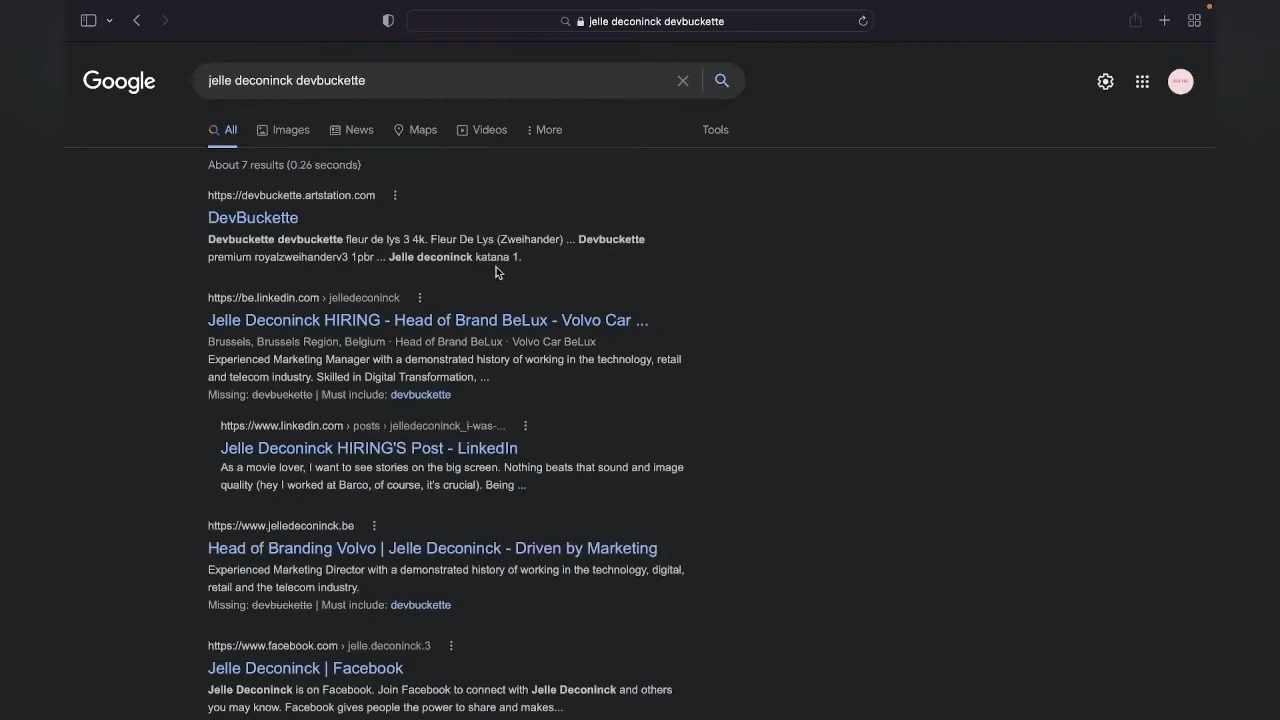 jelle deconinck devbuckette
Google
jelle deconinck devbuckette
All Images News Maps Videos More Tools
About 7 results (0.26 seconds)
https://devbuckette.artstation.com
DevBuckette
Devbuckette devbuckette fleur de lys 3 4k. Fleur De Lys (Zweihander) ... Devbuckette
premium royalzweihanderv3 1pbr ... Jelle deconinck katana 1.
https://be.linkedin.com › jelledeconinck
Jelle Deconinck HIRING - Head of Brand BeLux - Volvo Car ...
Brussels, Brussels Region, Belgium · Head of Brand BeLux · Volvo Car BeLux
Experienced Marketing Manager with a demonstrated history of working in the technology, retail
and telecom industry. Skilled in Digital Transformation, ...
Missing: devbuckette | Must include: devbuckette
https://www.linkedin.com › posts › jelledeconinck_i-was-...
Jelle Deconinck HIRING'S Post - LinkedIn
As a movie lover, I want to see stories on the big screen. Nothing beats that sound and image
quality (hey I worked at Barco, of course, it's crucial). Being ...
https://www.jelledeconinck.be
Head of Branding Volvo | Jelle Deconinck - Driven by Marketing
Experienced Marketing Director with a demonstrated history of working in the technology, digital,
retail and the telecom industry.
Missing: devbuckette | Must include: devbuckette
https://www.facebook.com › jelle.deconinck.3
Jelle Deconinck | Facebook
Jelle Deconinck is on Facebook. Join Facebook to connect with Jelle Deconinck and others
you may know. Facebook gives people the power to share and makes...